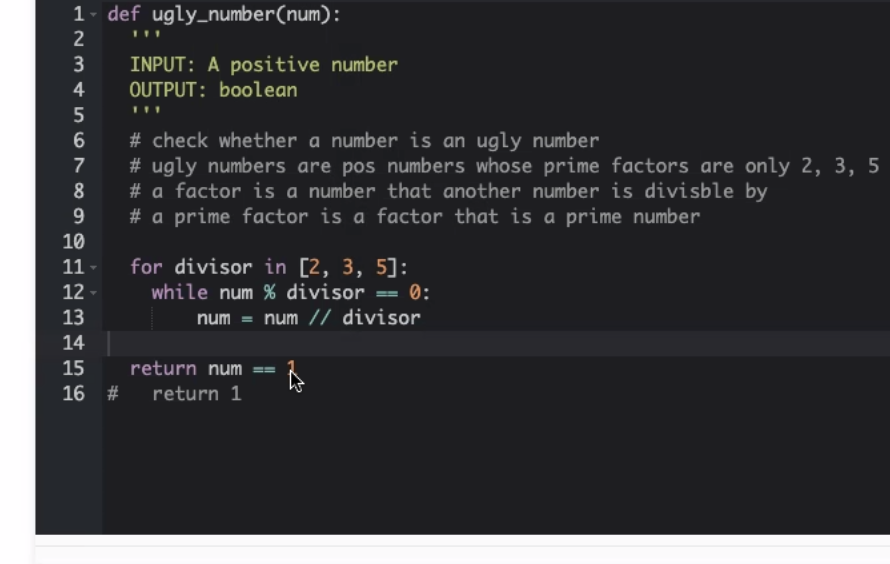 1 def ugly_number(num):
2 '''
3 INPUT: A positive number
4 OUTPUT: boolean
5 '''
6 # check whether a number is an ugly number
7 # ugly numbers are pos numbers whose prime factors are only 2, 3, 5
8 # a factor is a number that another number is divisble by
9 # a prime factor is a factor that is a prime number
10
11 for divisor in [2, 3, 5]:
12 while num % divisor == 0:
13 num = num // divisor
14
15 return num == 1
16 # return 1